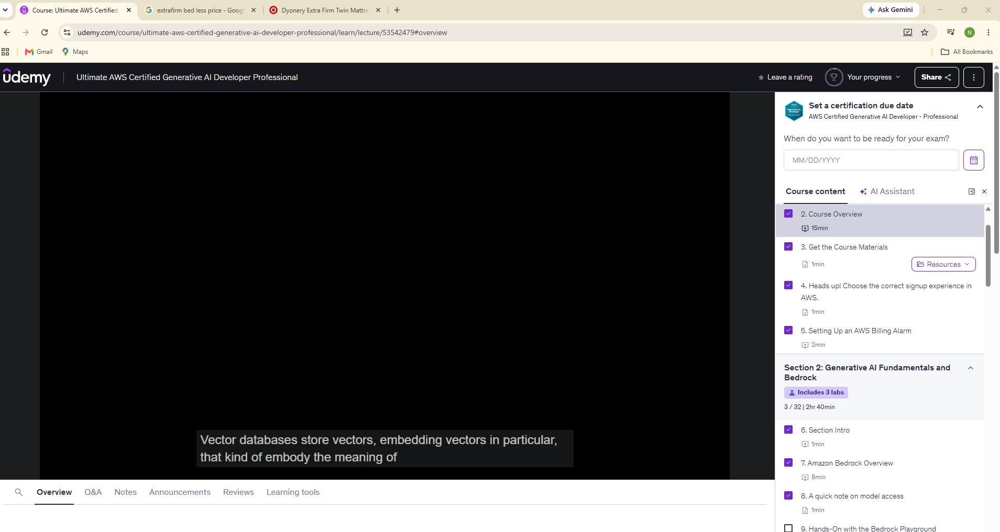 Course: Ultimate AWS Certified
extrafirm bed less price - Goog
Dyonery Extra Firm Twin Mattre
Ask Gemini
udemy.com/course/ultimate-aws-certified-generative-ai-developer-professional/learn/lecture/53542479#overview
N
Gmail
Maps
All Bookmarks
udemy
Ultimate AWS Certified Generative AI Developer Professional
Leave a rating
Your progress
Share
Set a certification due date
AWS Certified Generative AI Developer - Professional
When do you want to be ready for your exam?
MM/DD/YYYY
Course content
AI Assistant
2. Course Overview
15min
3. Get the Course Materials
1min
Resources
4. Heads up! Choose the correct signup experience in
AWS.
1min
5. Setting Up an AWS Billing Alarm
2min
Section 2: Generative AI Fundamentals and
Bedrock
Includes 3 labs
3 / 32 | 2hr 40min
6. Section Intro
1min
7. Amazon Bedrock Overview
8min
8. A quick note on model access
1min
9. Hands-On with the Bedrock Playground
Vector databases store vectors, embedding vectors in particular,
that kind of embody the meaning of
Overview
Q&A
Notes
Announcements
Reviews
Learning tools